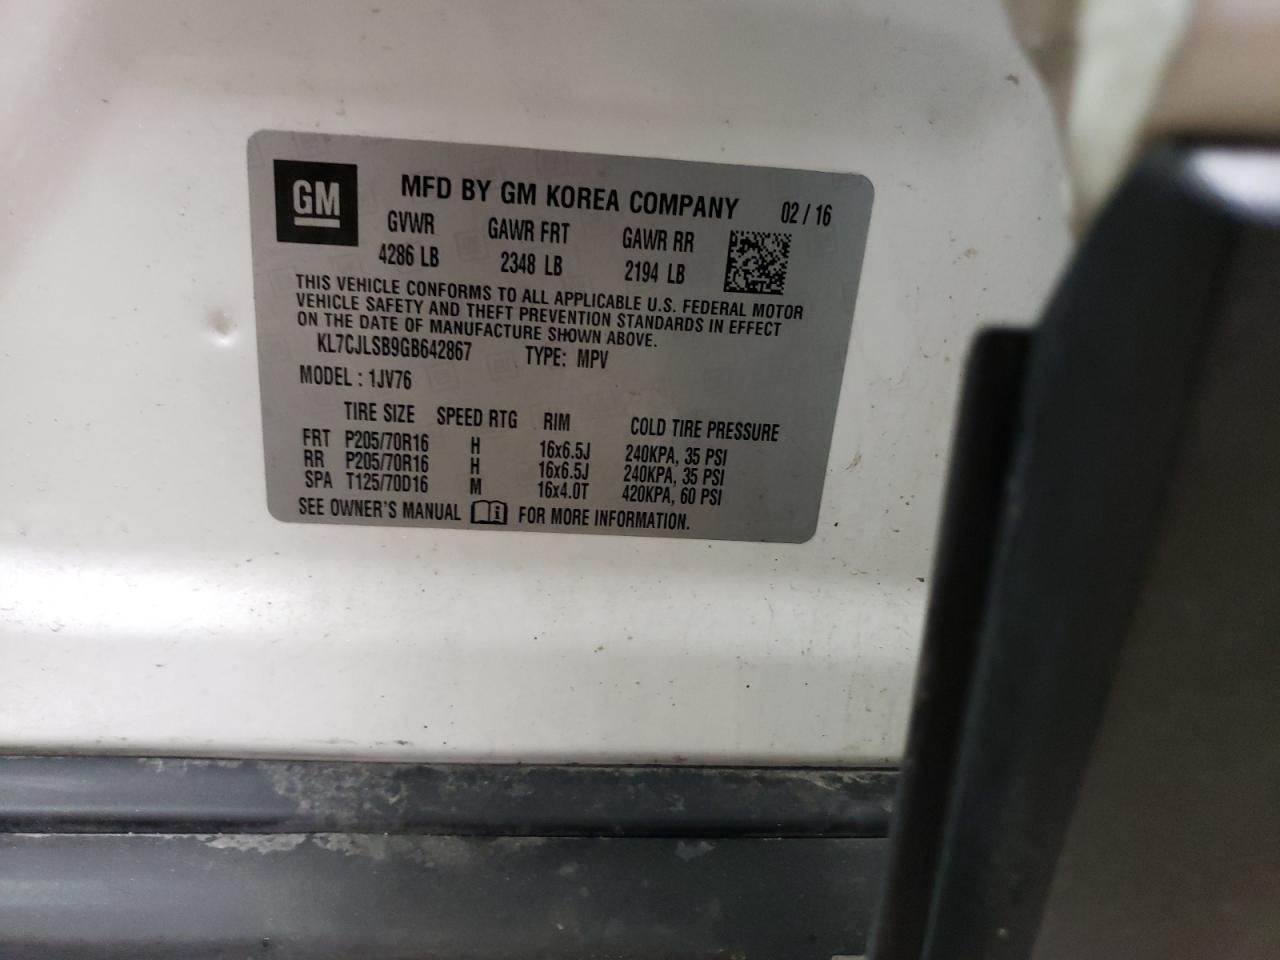 GM
MFD BY GM KOREA COMPANY 02 / 16
GVWR GAWR FRT GAWR RR
4286 LB 2348 LB 2194 LB
THIS VEHICLE CONFORMS TO ALL APPLICABLE U.S. FEDERAL MOTOR
VEHICLE SAFETY AND THEFT PREVENTION STANDARDS IN EFFECT
ON THE DATE OF MANUFACTURE SHOWN ABOVE.
KL7CJLSB9GB642867 TYPE: MPV
MODEL : 1JV76
TIRE SIZE SPEED RTG RIM COLD TIRE PRESSURE
FRT P205/70R16 H 16x6.5J 240KPA, 35 PSI
RR P205/70R16 H 16x6.5J 240KPA, 35 PSI
SPA T125/70D16 M 16x4.0T 420KPA, 60 PSI
SEE OWNER'S MANUAL i FOR MORE INFORMATION.